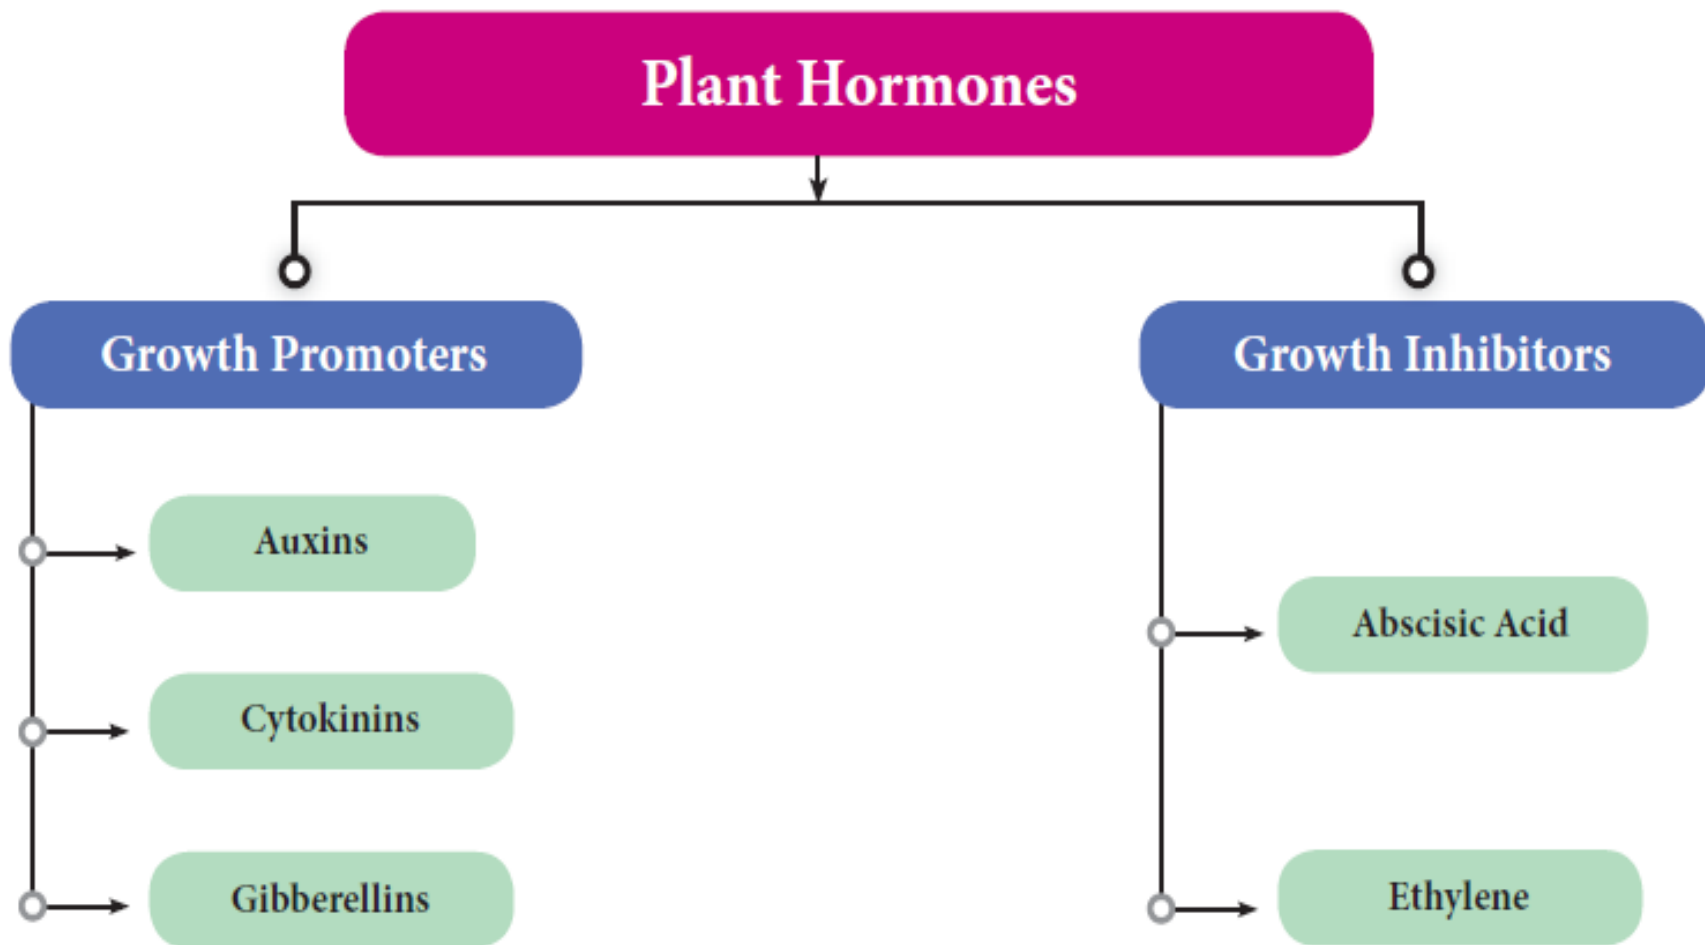 Plant Hormones
Growth Promoters
Growth Inhibitors
Auxins
Cytokinins
Gibberellins
Abscisic Acid
Ethylene